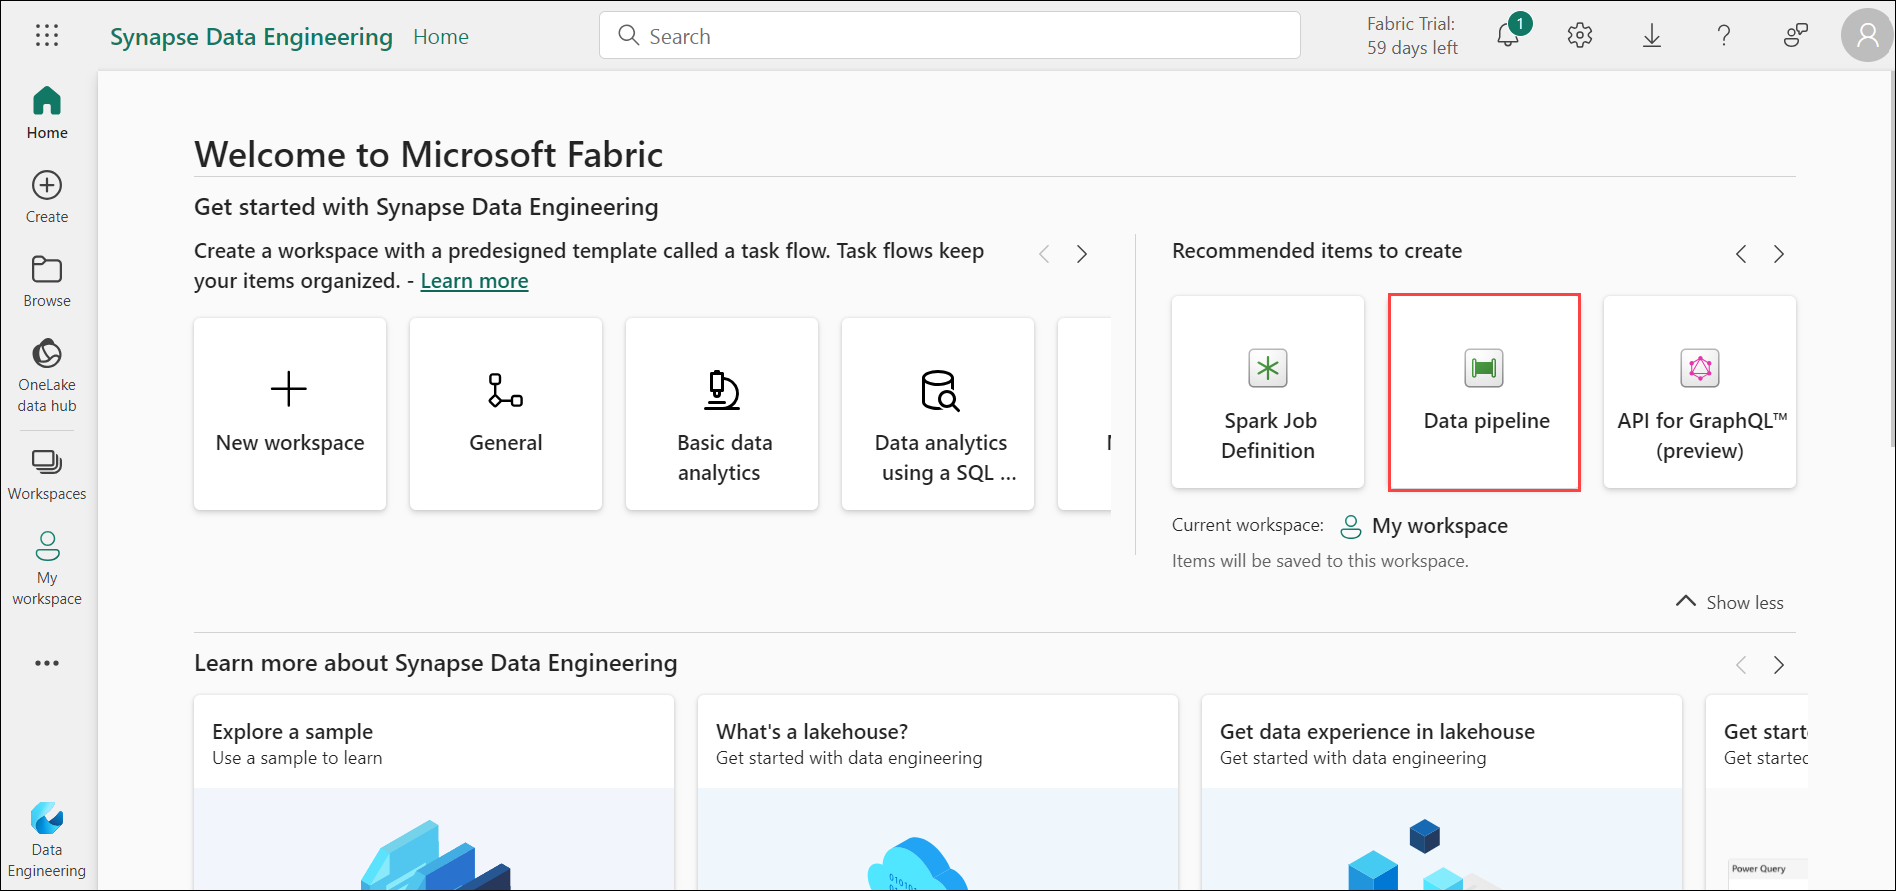 Synapse Data Engineering Home
Search
Fabric Trial:
59 days left
1
Home
Create
Browse
OneLake
data hub
Workspaces
My
workspace
Data
Engineering
Welcome to Microsoft Fabric
Get started with Synapse Data Engineering
Create a workspace with a predesigned template called a task flow. Task flows keep
your items organized. - Learn more
New workspace
General
Basic data
analytics
Data analytics
using a SQL ...
Recommended items to create
Spark Job
Definition
Data pipeline
API for GraphQL™
(preview)
Current workspace: My workspace
Items will be saved to this workspace.
Show less
Learn more about Synapse Data Engineering
Explore a sample
Use a sample to learn
What's a lakehouse?
Get started with data engineering
Get data experience in lakehouse
Get started with data engineering
Get start
Get started
Power Query